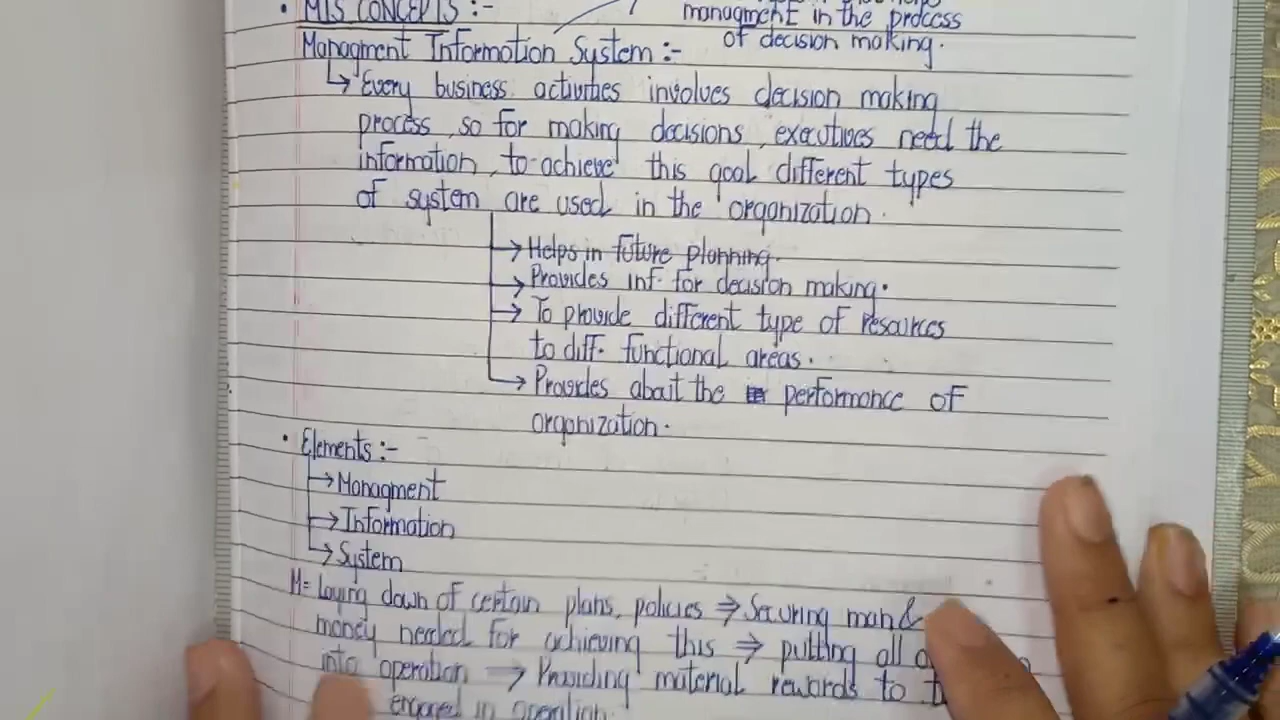 • MIS CONCEPTS :-
managment in the process
of decision making.
Managment Information System :-
↳ Every business activities involves decision making
process, so for making decisions, executives need the
information, to achieve this goal different types
of system are used in the organization.
→ Helps in future planning.
→ Provides inf. for decision making.
→ To provide different type of resources
to diff. functional areas.
→ Provides about the performance of
organization.
• Elements :-
→ Managment
→ Information
→ System
M = Laying down of certain plans, policies ⇒ Securing man &
money needed for achieving this ⇒ putting all
into operation → Providing material rewards to
engaged in operation.